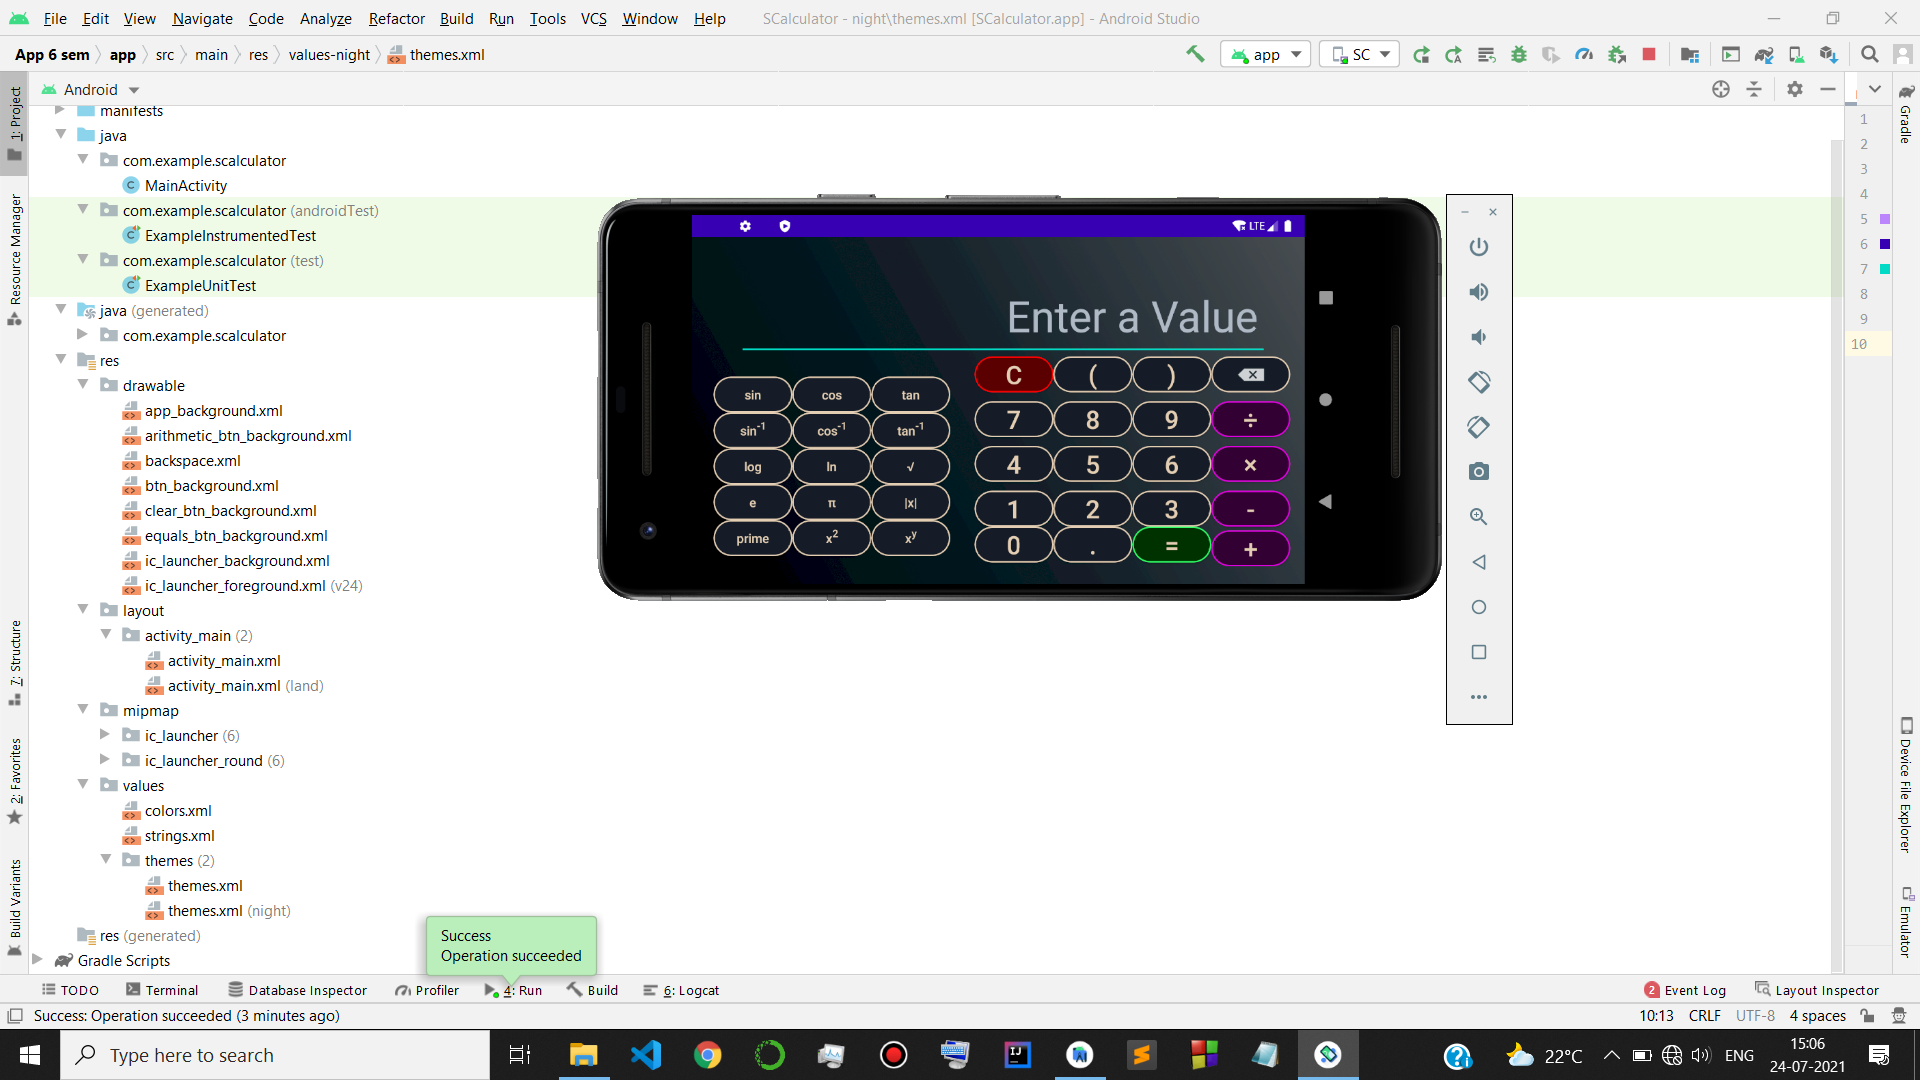 File Edit View Navigate Code Analyze Refactor Build Run Tools VCS Window Help SCalculator - night\themes.xml [SCalculator.app] - Android Studio
App 6 sem app src main res values-night themes.xml app SC
Android
manifests
java
com.example.scalculator
MainActivity
com.example.scalculator (androidTest)
ExampleInstrumentedTest
com.example.scalculator (test)
ExampleUnitTest
java (generated)
com.example.scalculator
res
drawable
app_background.xml
arithmetic_btn_background.xml
backspace.xml
btn_background.xml
clear_btn_background.xml
equals_btn_background.xml
ic_launcher_background.xml
ic_launcher_foreground.xml (v24)
layout
activity_main (2)
activity_main.xml
activity_main.xml (land)
mipmap
ic_launcher (6)
ic_launcher_round (6)
values
colors.xml
strings.xml
themes (2)
themes.xml
themes.xml (night)
res (generated)
Gradle Scripts
1: Project
Resource Manager
7: Structure
2: Favorites
Build Variants
LTE
Enter a Value
C ( )
sin cos tan
7 8 9 ÷
sin-1 cos-1 tan-1
4 5 6 ×
log ln √
1 2 3 -
e π |x|
0 . = +
prime x2 xy
1
2
3
4
5
6
7
8
9
10
Gradle
Device File Explorer
Emulator
Success
Operation succeeded
TODO Terminal Database Inspector Profiler 4: Run Build 6: Logcat 2 Event Log Layout Inspector
Success: Operation succeeded (3 minutes ago) 10:13 CRLF UTF-8 4 spaces
Type here to search 22°C ENG 15:06
24-07-2021